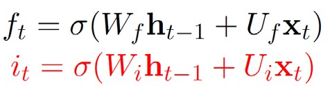 f_t = σ(W_f h_{t−1} + U_f x_t)
i_t = σ(W_i h_{t−1} + U_i x_t)